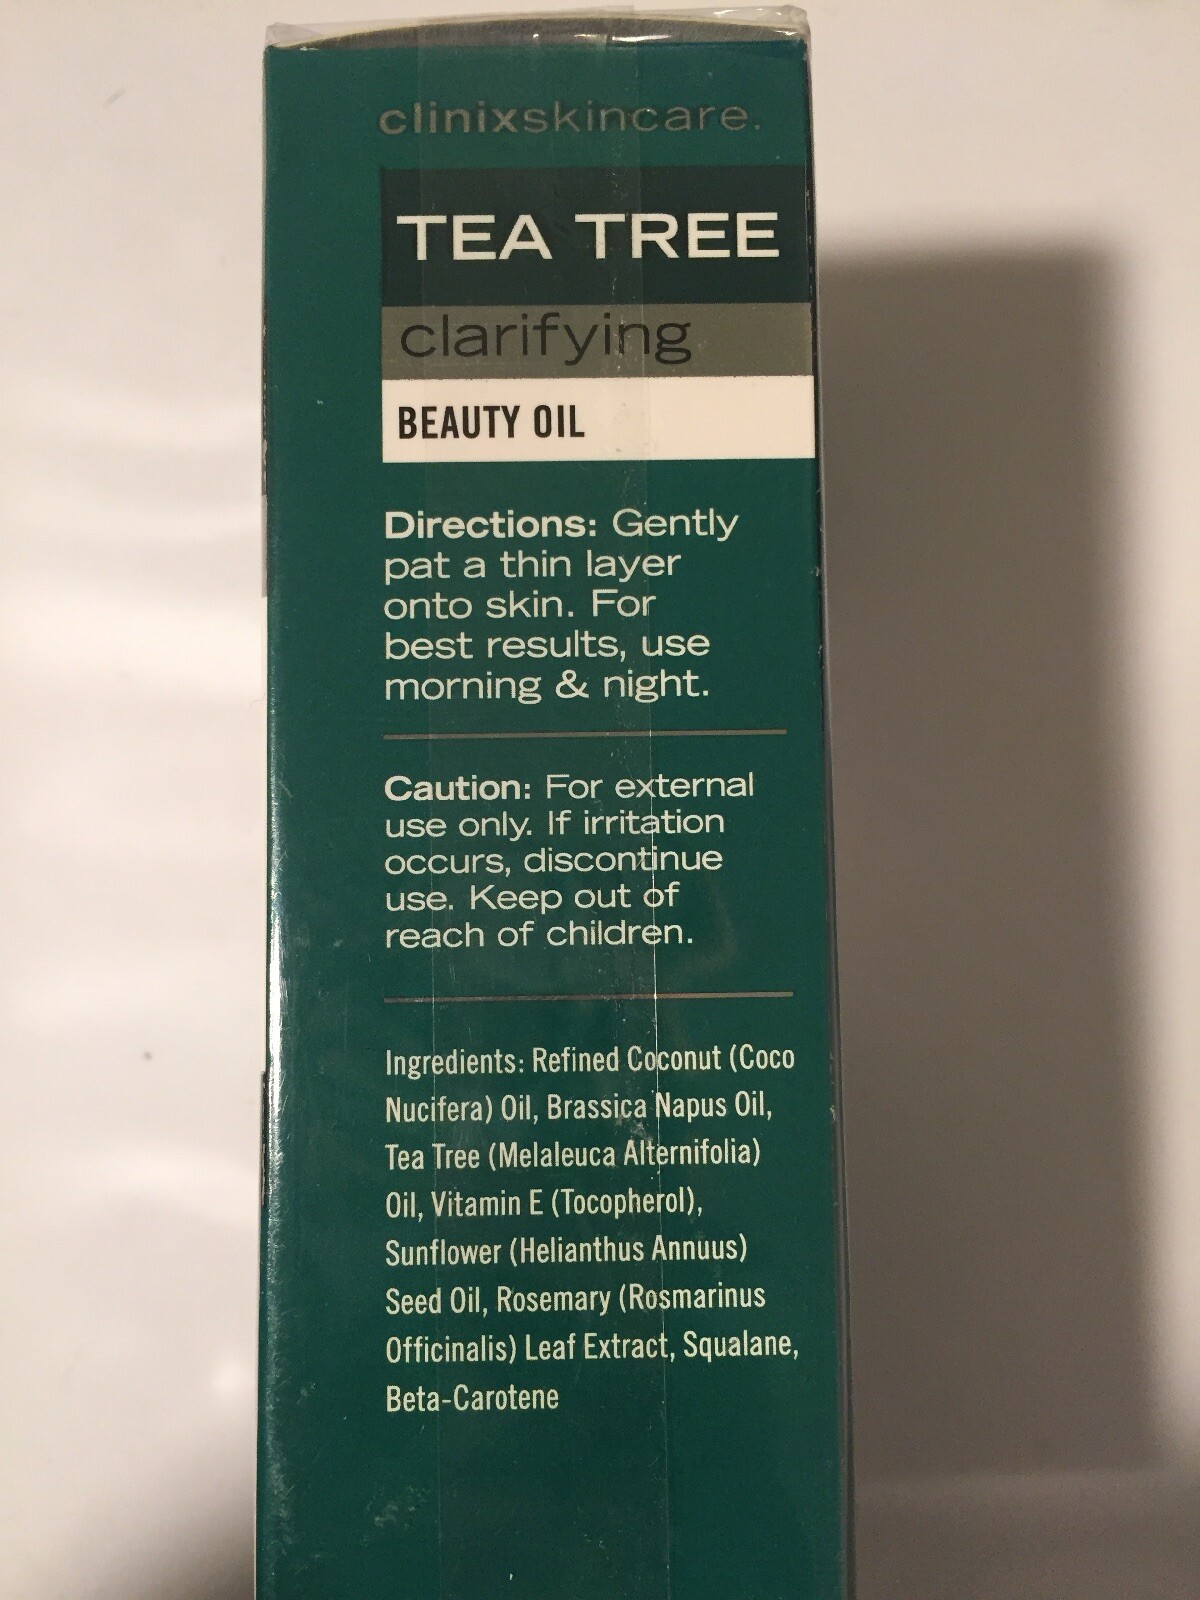 clinixskincare.
TEA TREE
clarifying
BEAUTY OIL
Directions: Gently
pat a thin layer
onto skin. For
best results, use
morning & night.
Caution: For external
use only. If irritation
occurs, discontinue
use. Keep out of
reach of children.
Ingredients: Refined Coconut (Coco
Nucifera) Oil, Brassica Napus Oil,
Tea Tree (Melaleuca Alternifolia)
Oil, Vitamin E (Tocopherol),
Sunflower (Helianthus Annuus)
Seed Oil, Rosemary (Rosmarinus
Officinalis) Leaf Extract, Squalane,
Beta-Carotene